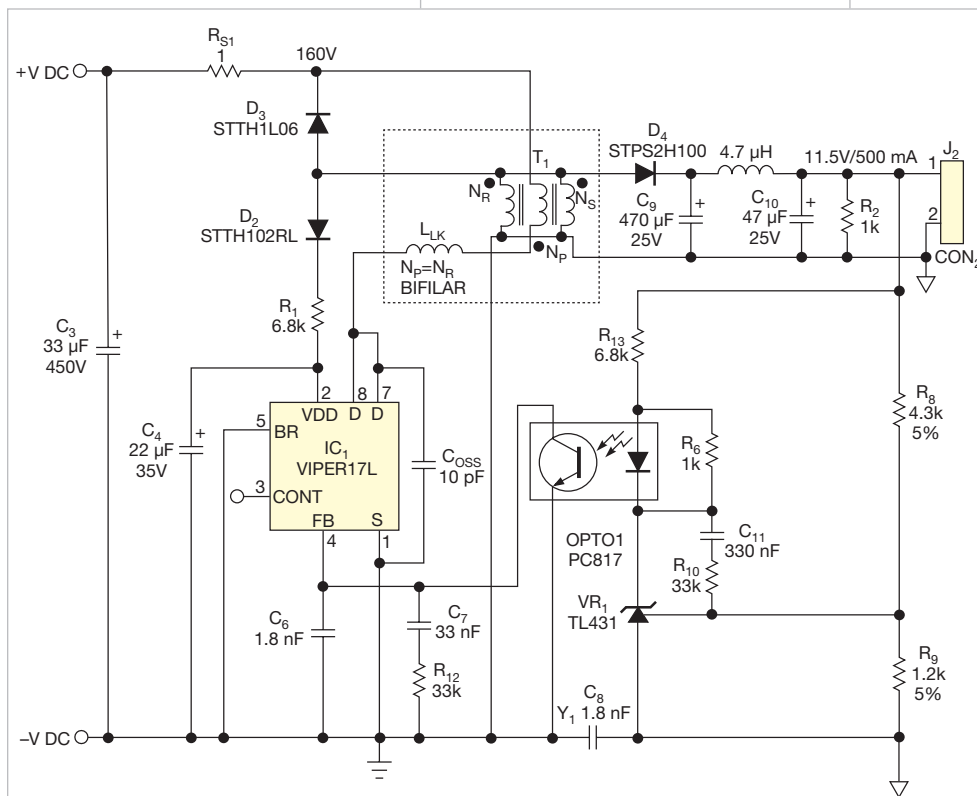 R_S1
1
160V
+V DC
D_3
STTH1L06
T_1
D_4
STPS2H100
4.7 µH
11.5V/500 mA
J_2
1
2
CON_2
N_R
N_S
N_P
C_9
470 µF
25V
+
C_10
47 µF
25V
+
R_2
1k
D_2
STTH102RL
L_LK
N_P=N_R
BIFILAR
R_1
6.8k
C_3
33 µF
450V
+
R_13
6.8k
R_8
4.3k
5%
2
8
7
VDD
D
D
5
BR
IC_1
VIPER17L
3
CONT
FB
S
4
1
C_4
22 µF
35V
+
C_OSS
10 pF
R_6
1k
OPTO1
PC817
C_11
330 nF
R_10
33k
VR_1
TL431
C_6
1.8 nF
C_7
33 nF
R_12
33k
R_9
1.2k
5%
C_8
Y_1 1.8 nF
–V DC